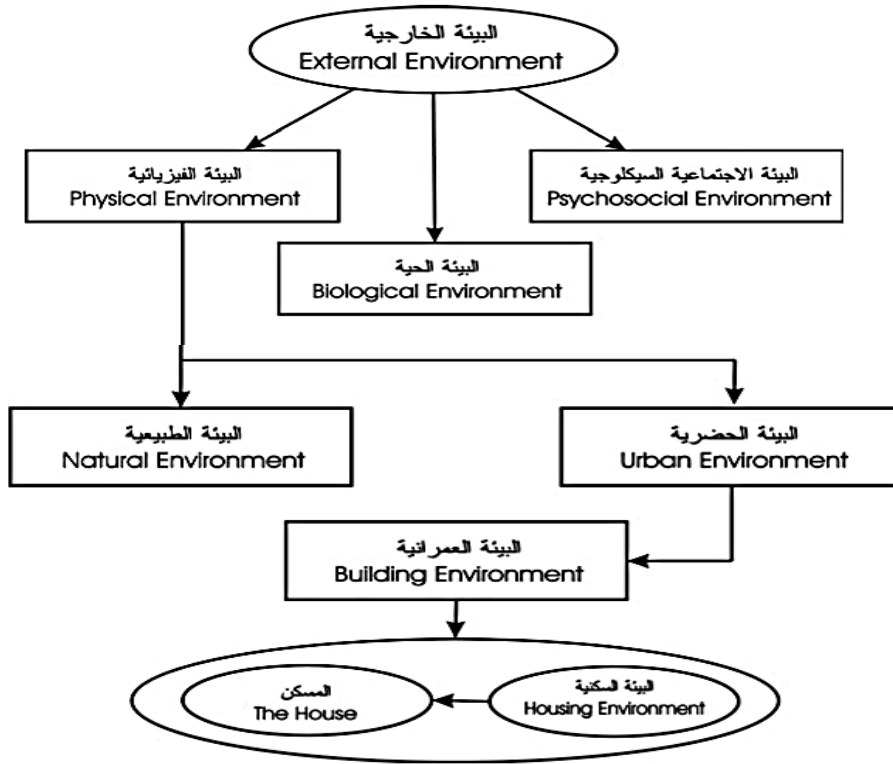 البيئة الخارجية
External Environment
البيئة الفيزيائية
Physical Environment
البيئة الاجتماعية السيكلوجية
Psychosocial Environment
البيئة الحية
Biological Environment
البيئة الطبيعية
Natural Environment
البيئة الحضرية
Urban Environment
البيئة العمرانية
Building Environment
المسكن
The House
البيئة السكنية
Housing Environment